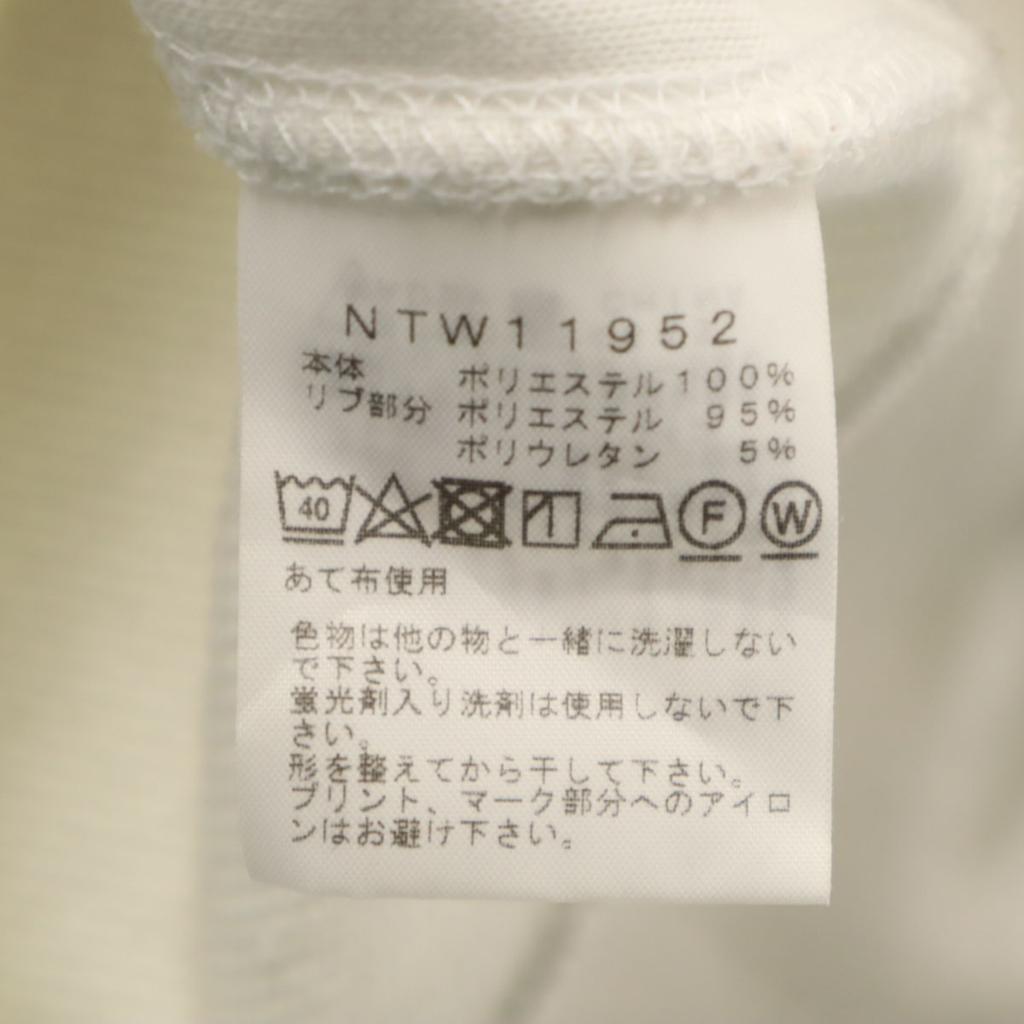 NTW11952
本体 ポリエステル100%
リブ部分 ポリエステル 95%
ポリウレタン 5%
40 F W
あて布使用
色物は他の物と一緒に洗濯しない
で下さい。
蛍光剤入り洗剤は使用しないで下
さい。
形を整えてから干して下さい。
プリント、マーク部分へのアイロ
ンはお避け下さい。